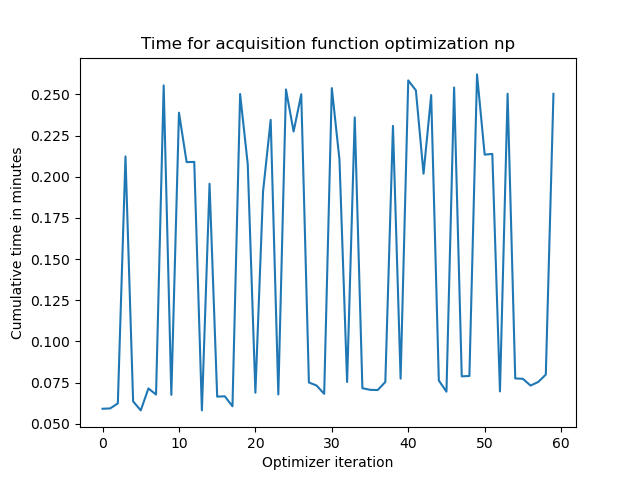 Time for acquisition function optimization np
Cumulative time in minutes
0.250
0.225
0.200
0.175
0.150
0.125
0.100
0.075
0.050
0 10 20 30 40 50 60
Optimizer iteration